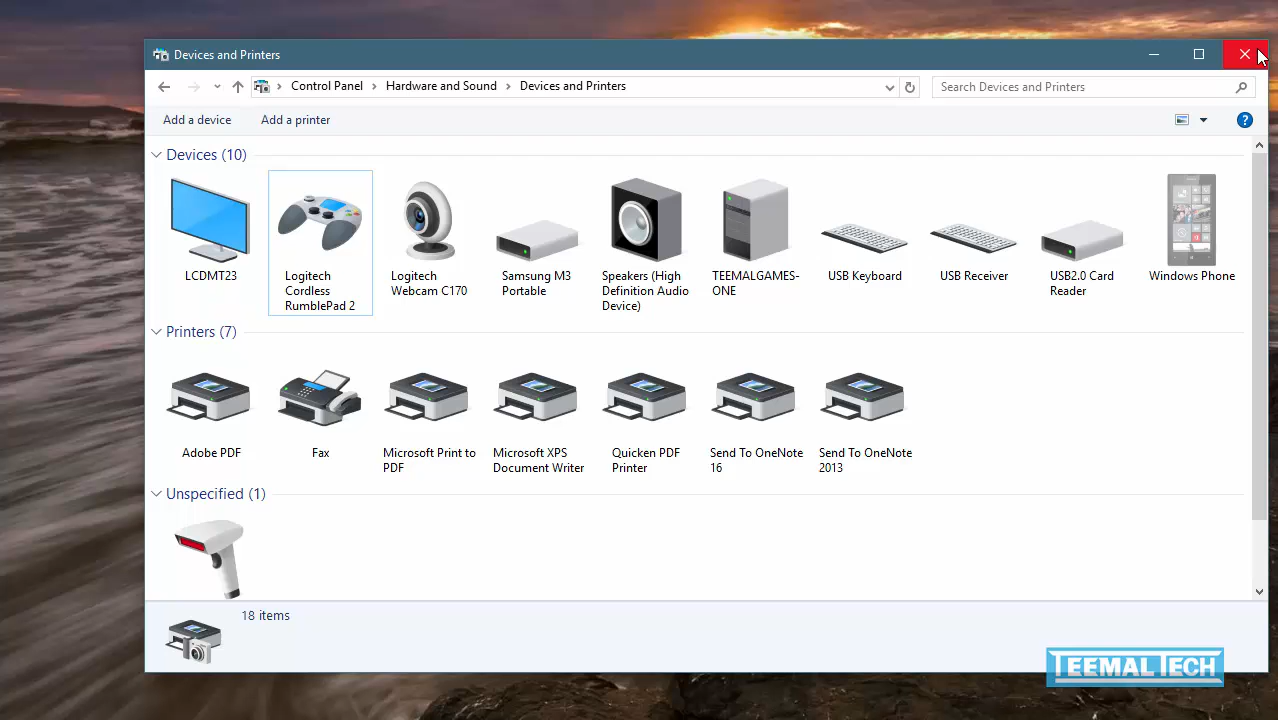 Devices and Printers
Control Panel > Hardware and Sound > Devices and Printers
Search Devices and Printers
Add a device
Add a printer
Devices (10)
LCDMT23
Logitech
Cordless
RumblePad 2
Logitech
Webcam C170
Samsung M3
Portable
Speakers (High
Definition Audio
Device)
TEEMALGAMES-
ONE
USB Keyboard
USB Receiver
USB2.0 Card
Reader
Windows Phone
Printers (7)
Adobe PDF
Fax
Microsoft Print to
PDF
Microsoft XPS
Document Writer
Quicken PDF
Printer
Send To OneNote
16
Send To OneNote
2013
Unspecified (1)
18 items
TEEMALTECH